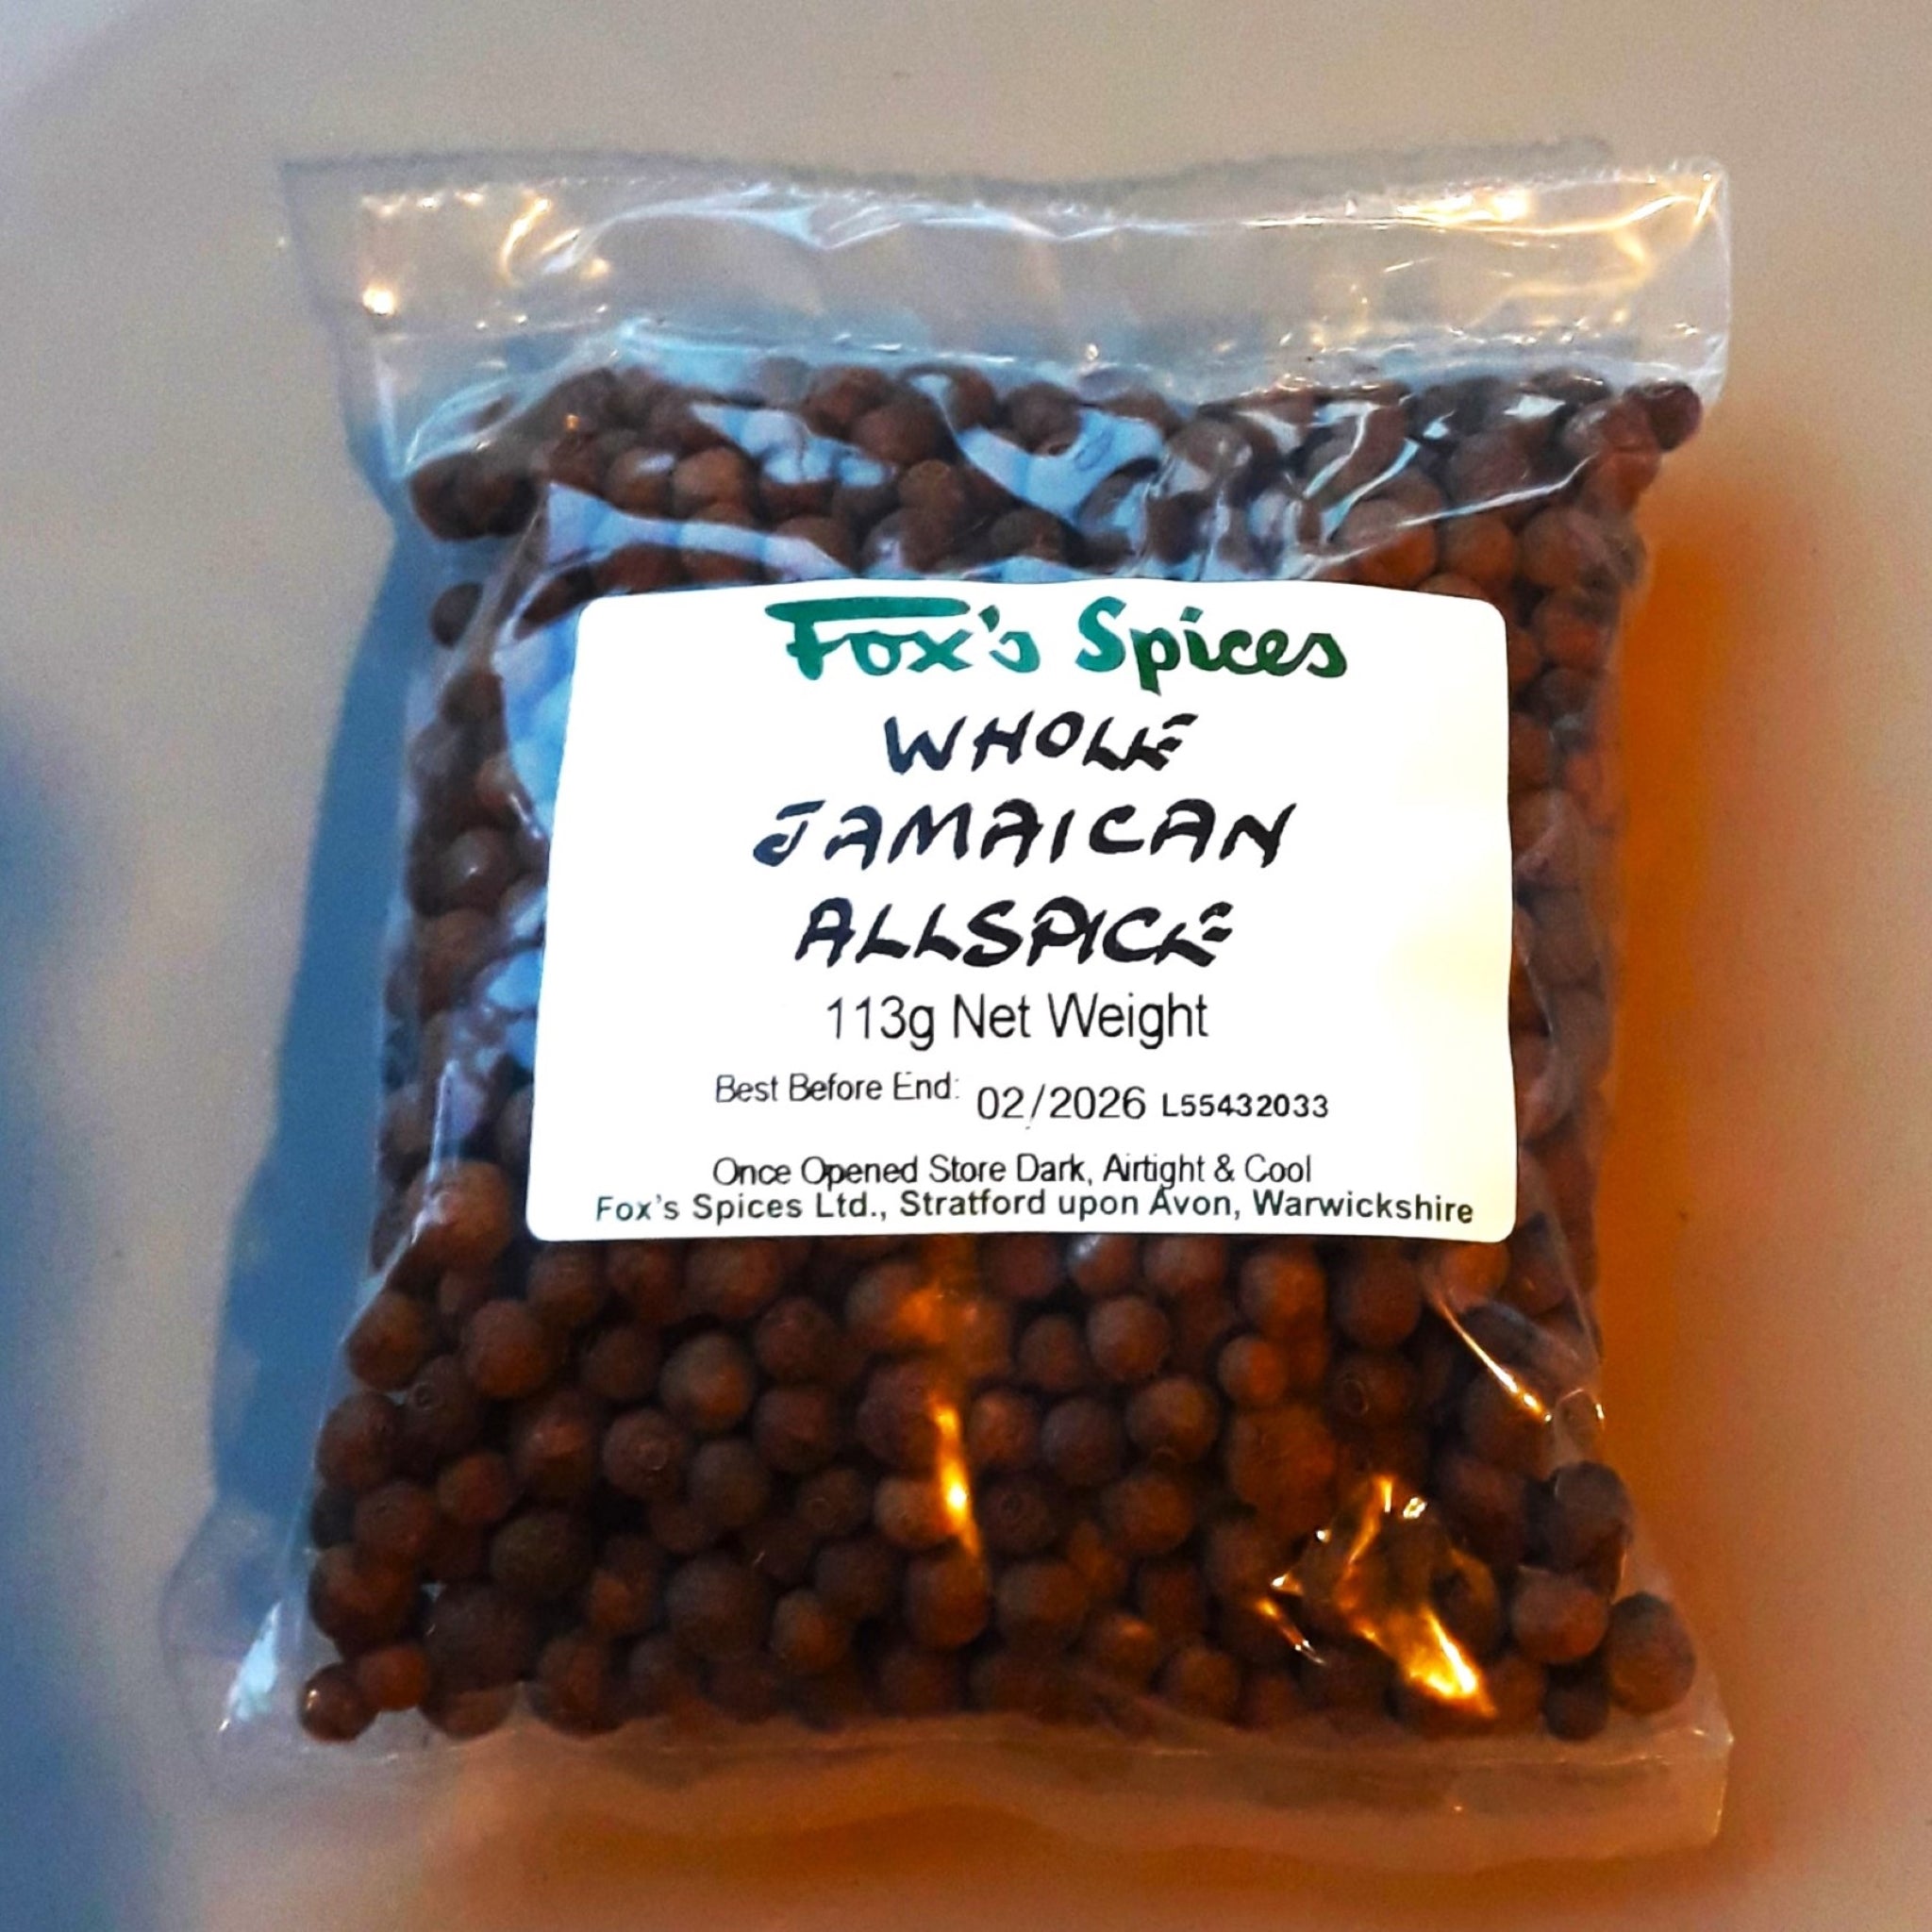 Fox's Spices
WHOLE
JAMAICAN
ALLSPICE
113g Net Weight
Best Before End: 02/2026 L55432033
Once Opened Store Dark, Airtight & Cool
Fox's Spices Ltd., Stratford upon Avon, Warwickshire